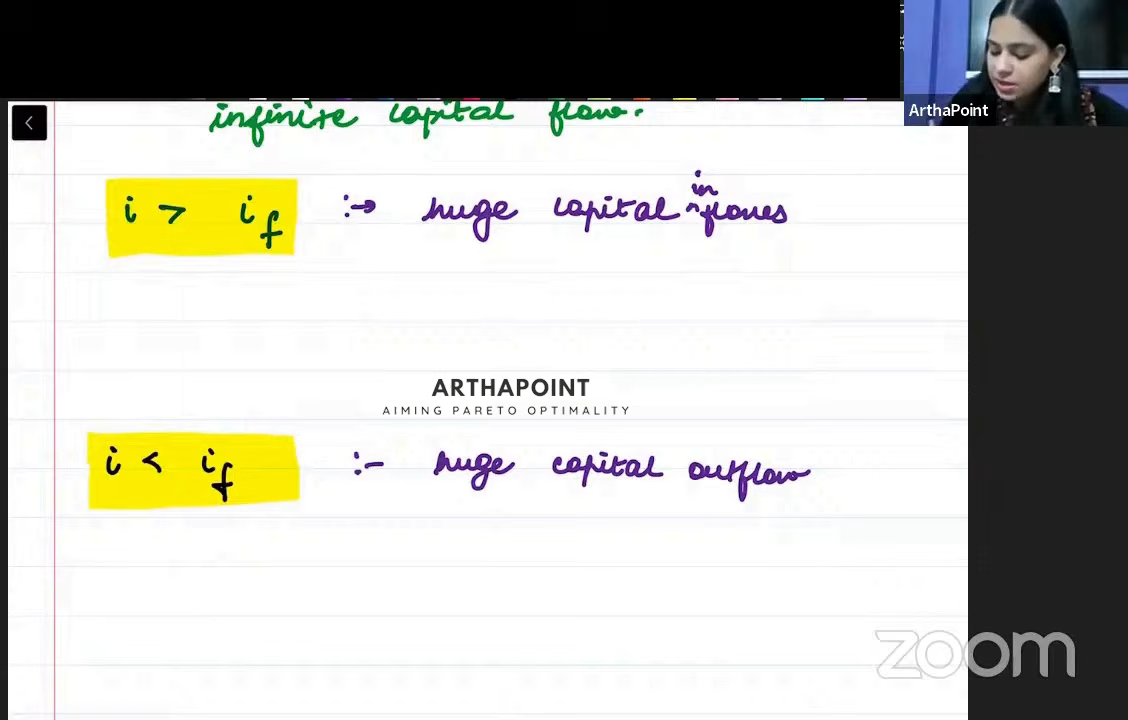 ArthaPoint
infinite capital flow.
i > if :→ huge capital inflows
ARTHAPOINT
AIMING PARETO OPTIMALITY
i < if :- huge capital outflow
zoom